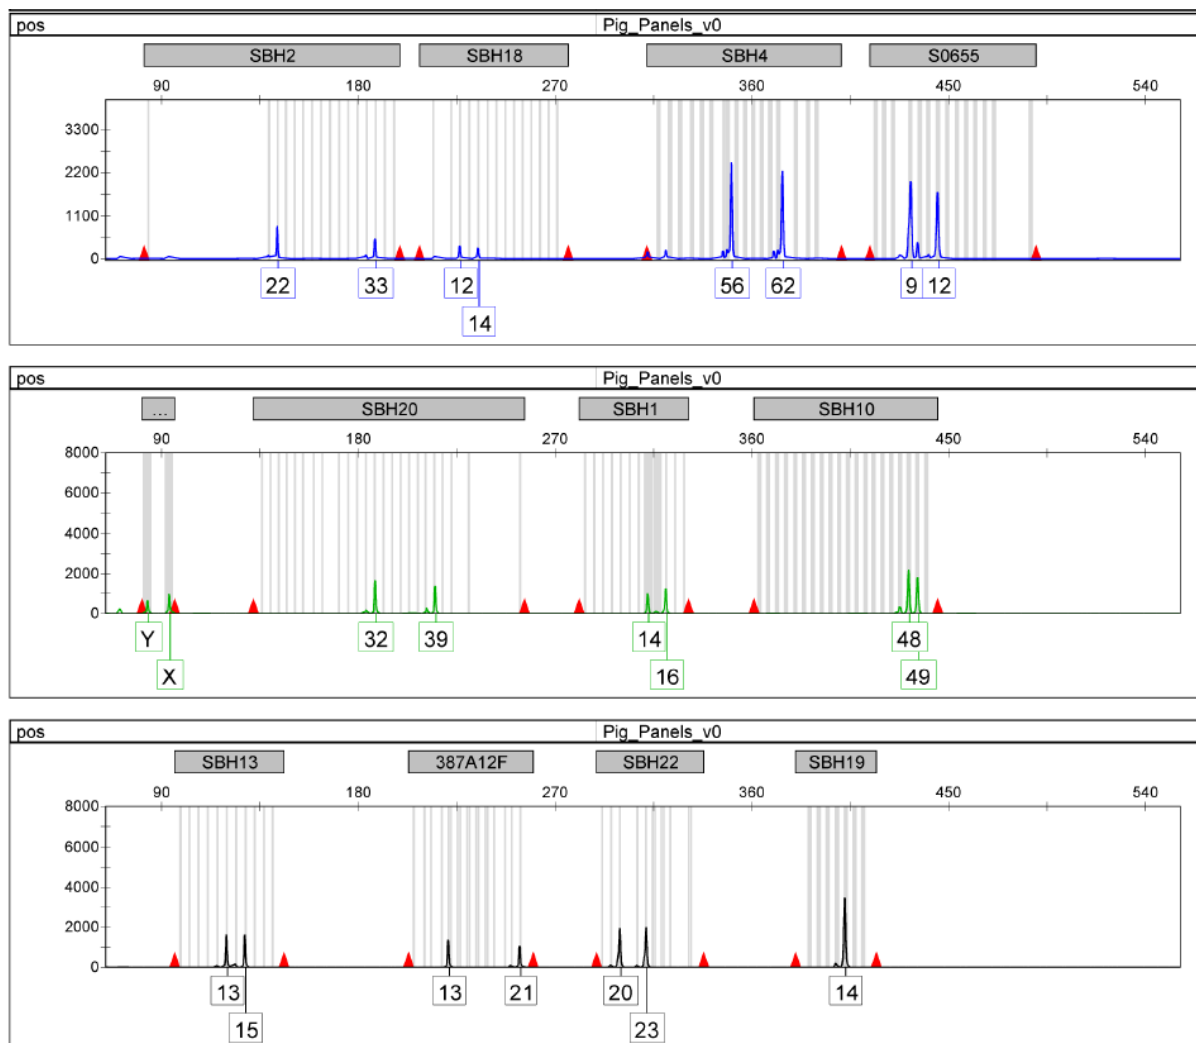 pos Pig_Panels_v0
SBH2 SBH18 SBH4 S0655
90 180 270 360 450 540
3300
2200
1100
0
22 33 12 56 62 9 12
14
pos Pig_Panels_v0
... SBH20 SBH1 SBH10
90 180 270 360 450 540
8000
6000
4000
2000
0
Y 32 39 14 48
X 16 49
pos Pig_Panels_v0
SBH13 387A12F SBH22 SBH19
90 180 270 360 450 540
8000
6000
4000
2000
0
13 13 21 20 14
15 23